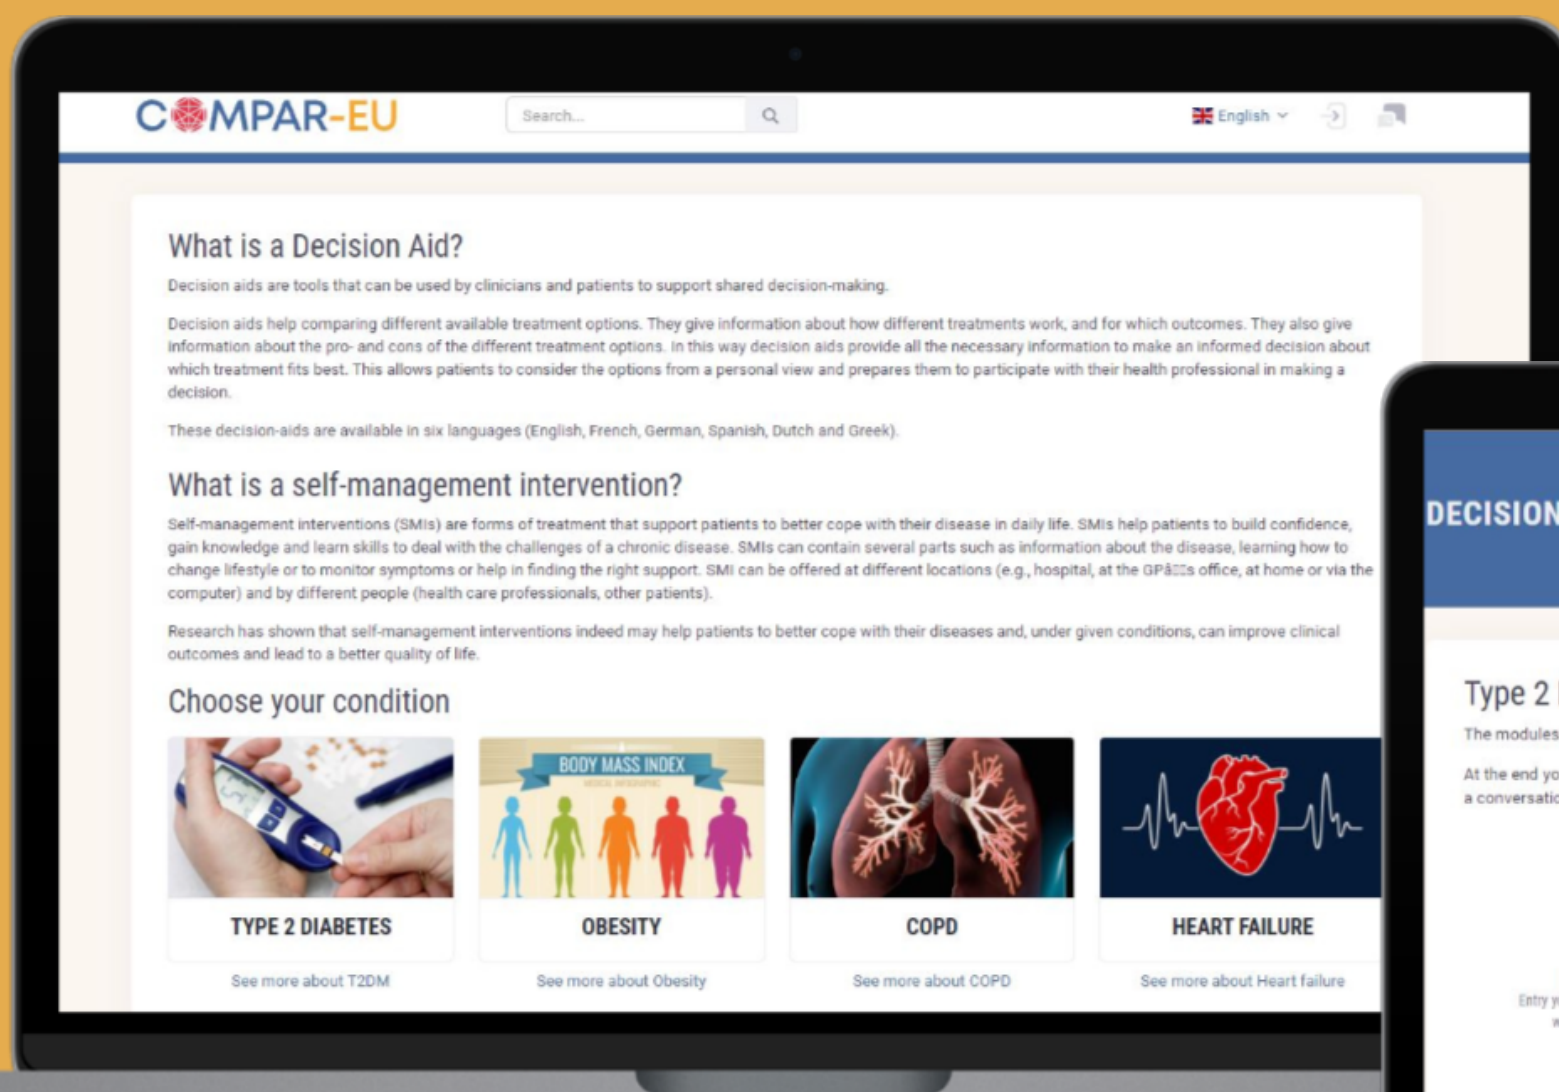 COMPAR-EU
Search...
English
What is a Decision Aid?
Decision aids are tools that can be used by clinicians and patients to support shared decision-making.
Decision aids help comparing different available treatment options. They give information about how different treatments work, and for which outcomes. They also give
information about the pro- and cons of the different treatment options. In this way decision aids provide all the necessary information to make an informed decision about
which treatment fits best. This allows patients to consider the options from a personal view and prepares them to participate with their health professional in making a
decision.
These decision-aids are available in six languages (English, French, German, Spanish, Dutch and Greek).
What is a self-management intervention?
Self-management interventions (SMIs) are forms of treatment that support patients to better cope with their disease in daily life. SMIs help patients to build confidence,
gain knowledge and learn skills to deal with the challenges of a chronic disease. SMIs can contain several parts such as information about the disease, learning how to
change lifestyle or to monitor symptoms or help in finding the right support. SMI can be offered at different locations (e.g., hospital, at the office, at home or via the
computer) and by different people (health care professionals, other patients).
Research has shown that self-management interventions indeed may help patients to better cope with their diseases and, under given conditions, can improve clinical
outcomes and lead to a better quality of life.
Choose your condition
BODY MASS INDEX
MEDICAL INFOGRAPHIC
TYPE 2 DIABETES
OBESITY
COPD
HEART FAILURE
See more about T2DM
See more about Obesity
See more about COPD
See more about Heart failure
DECISION
Type 2
The modules
At the end yo
a conversatio
Entry y
w